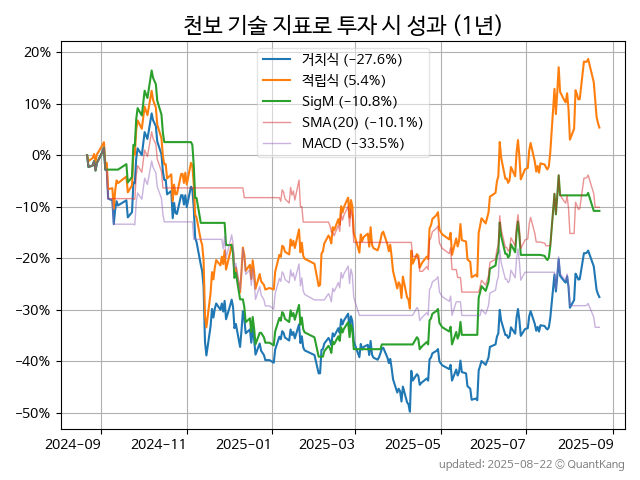 천보 기술 지표로 투자 시 성과 (1년)
거치식 (−27.6%)
적립식 (5.4%)
SigM (−10.8%)
SMA(20) (−10.1%)
MACD (−33.5%)
20%
10%
0%
−10%
−20%
−30%
−40%
−50%
2024−09 2024−11 2025−01 2025−03 2025−05 2025−07 2025−09
updated: 2025-08-22 © QuantKang